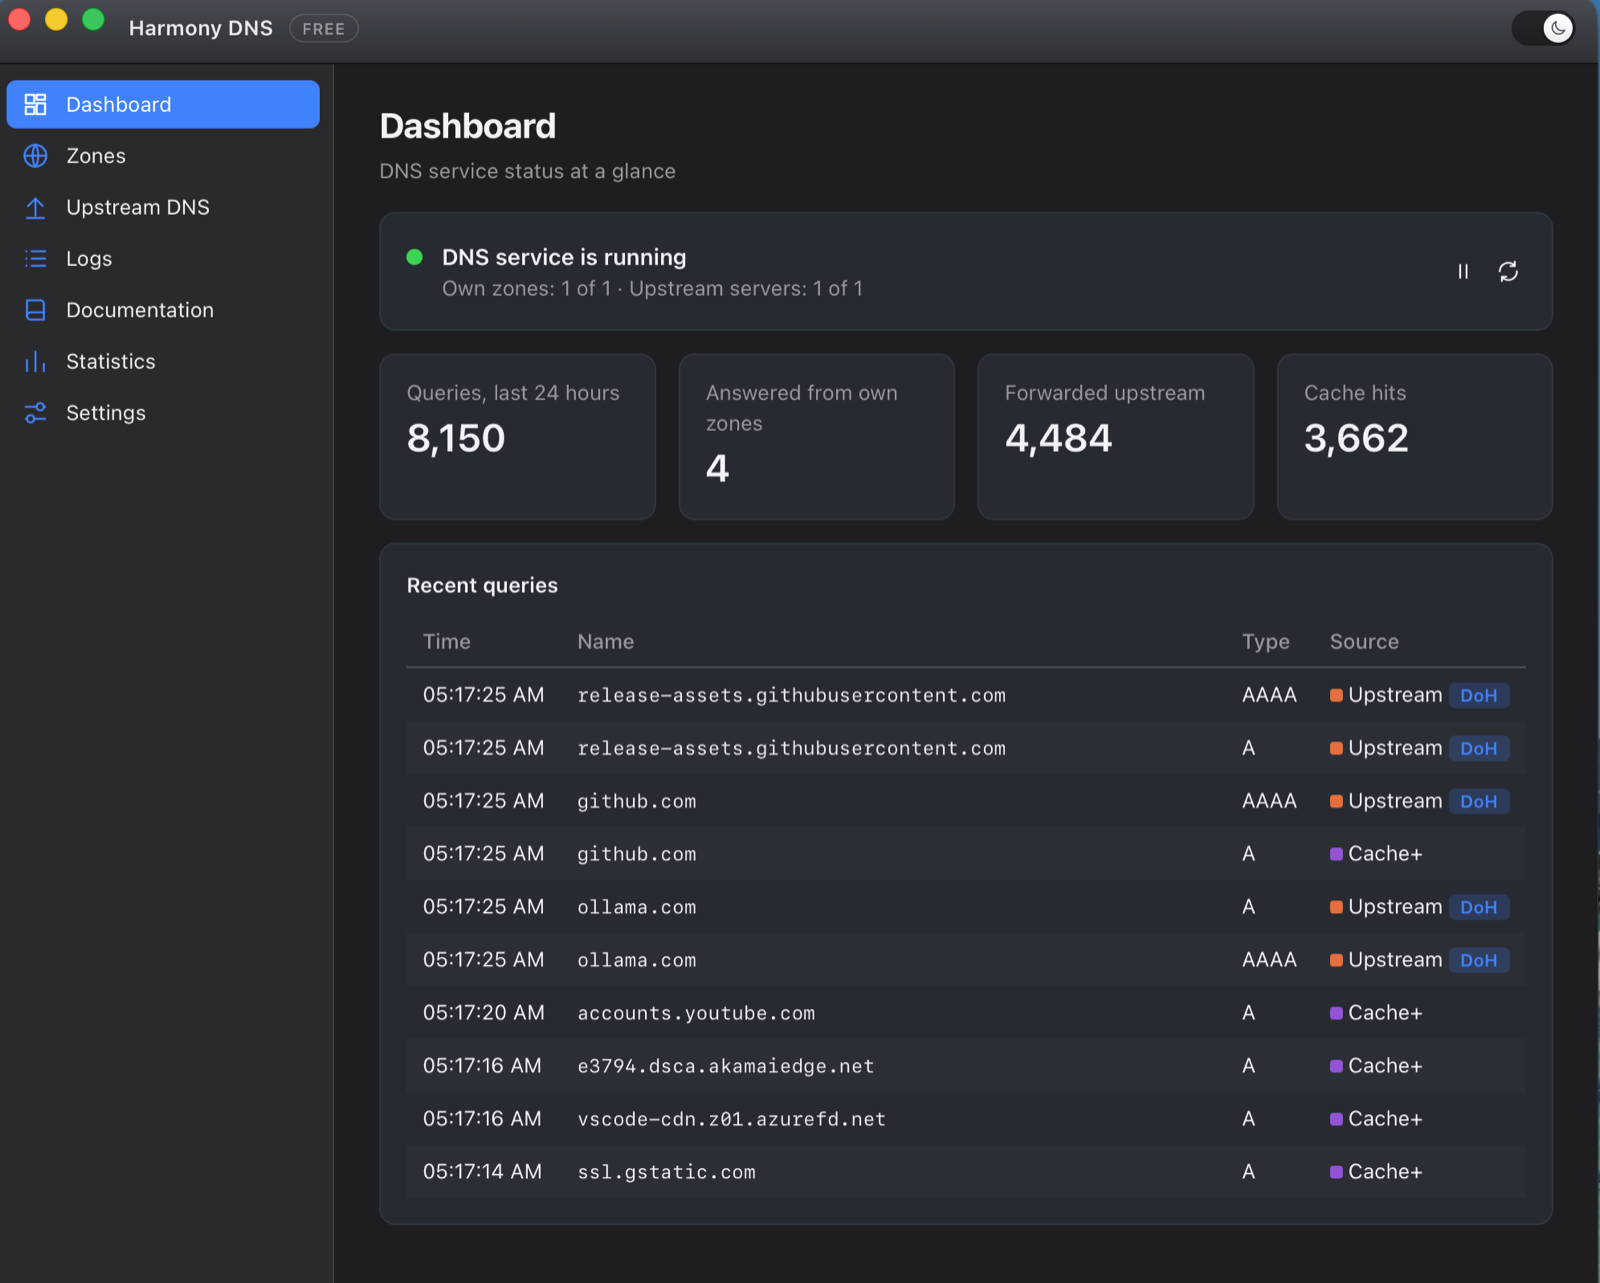 Harmony DNS FREE
Dashboard
Zones
Upstream DNS
Logs
Documentation
Statistics
Settings
Dashboard
DNS service status at a glance
DNS service is running
Own zones: 1 of 1 · Upstream servers: 1 of 1
Queries, last 24 hours
8,150
Answered from own
zones
4
Forwarded upstream
4,484
Cache hits
3,662
Recent queries
Time Name Type Source
05:17:25 AM release-assets.githubusercontent.com AAAA Upstream DoH
05:17:25 AM release-assets.githubusercontent.com A Upstream DoH
05:17:25 AM github.com AAAA Upstream DoH
05:17:25 AM github.com A Cache+
05:17:25 AM ollama.com A Upstream DoH
05:17:25 AM ollama.com AAAA Upstream DoH
05:17:20 AM accounts.youtube.com A Cache+
05:17:16 AM e3794.dsca.akamaiedge.net A Cache+
05:17:16 AM vscode-cdn.z01.azurefd.net A Cache+
05:17:14 AM ssl.gstatic.com A Cache+